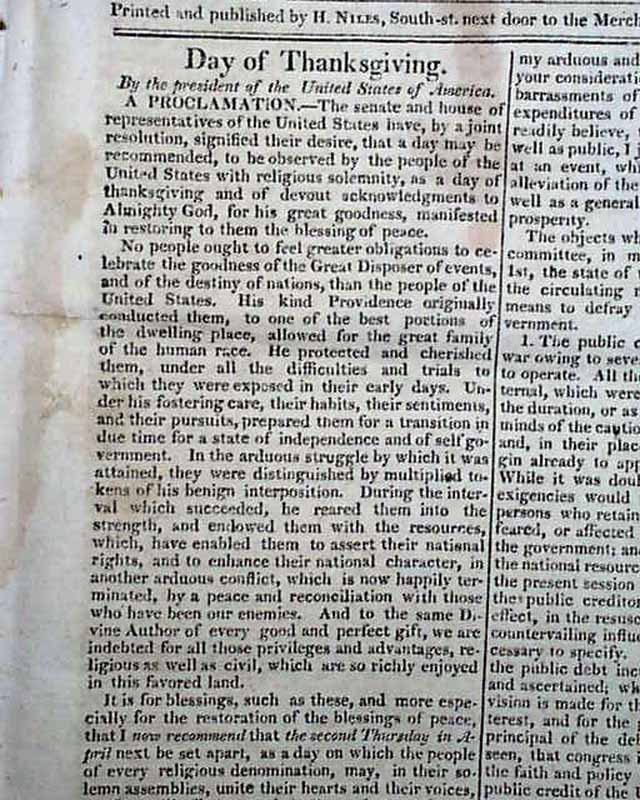 Printed and published by H. NILES, South-st. next door to the Merch
Day of Thanksgiving.
By the president of the United States of America.
A PROCLAMATION.—The senate and house of
representatives of the United States have, by a joint
resolution, signified their desire, that a day may be
recommended, to be observed by the people of the
United States with religious solemnity, as a day of
thanksgiving and of devout acknowledgments to
Almighty God, for his great goodness, manifested
in restoring to them the blessing of peace.
No people ought to feel greater obligations to ce-
lebrate the goodness of the Great Disposer of events,
and of the destiny of nations, than the people of the
United States. His kind Providence originally
conducted them, to one of the best portions of
the dwelling place, allowed for the great family
of the human race. He protected and cherished
them, under all the difficulties and trials to
which they were exposed in their early days. Un-
der his fostering care, their habits, their sentiments,
and their pursuits, prepared them for a transition in
due time for a state of independence and of self go-
vernment. In the arduous struggle by which it was
attained, they were distinguished by multiplied to-
kens of his benign interposition. During the inter-
val which succeeded, he reared them into the
strength, and endowed them with the resources,
which, have enabled them to assert their national
rights, and to enhance their national character, in
another arduous conflict, which is now happily ter-
minated, by a peace and reconciliation with those
who have been our enemies. And to the same Di-
vine Author of every good and perfect gift, we are
indebted for all those privileges and advantages, re-
ligious as well as civil, which are so richly enjoyed
in this favored land.
It is for blessings, such as these, and more espe-
cially for the restoration of the blessings of peace,
that I now recommend that the second Thursday in A-
pril next be set apart, as a day on which the people
of every religious denomination, may, in their so-
lemn assemblies, unite their hearts and their voices,
my arduous and
your considerati
barrassments of
expenditures of
readily believe,
well as public, I
at an event, whi
alleviation of the
well as a general
prosperity.
The objects wh
committee, in m
1st, the state of
the circulating
means to defray
vernment.
1. The public c
war owing to seve
to operate. All th
ternal, which were
the duration, or as
minds of the cautio
and, in their plac
gin already to app
While it was doub
exigencies would
persons who retain
feared, or affected
the government; an
the national resourc
the present session
the public creditor
effect, in the resusc
countervailing influ
cessary to specify.
the public debt inc
and ascertained; wh
vision is made for th
terest, and for the
principal of the deb
seen, that congress i
the faith and policy
public credit of the